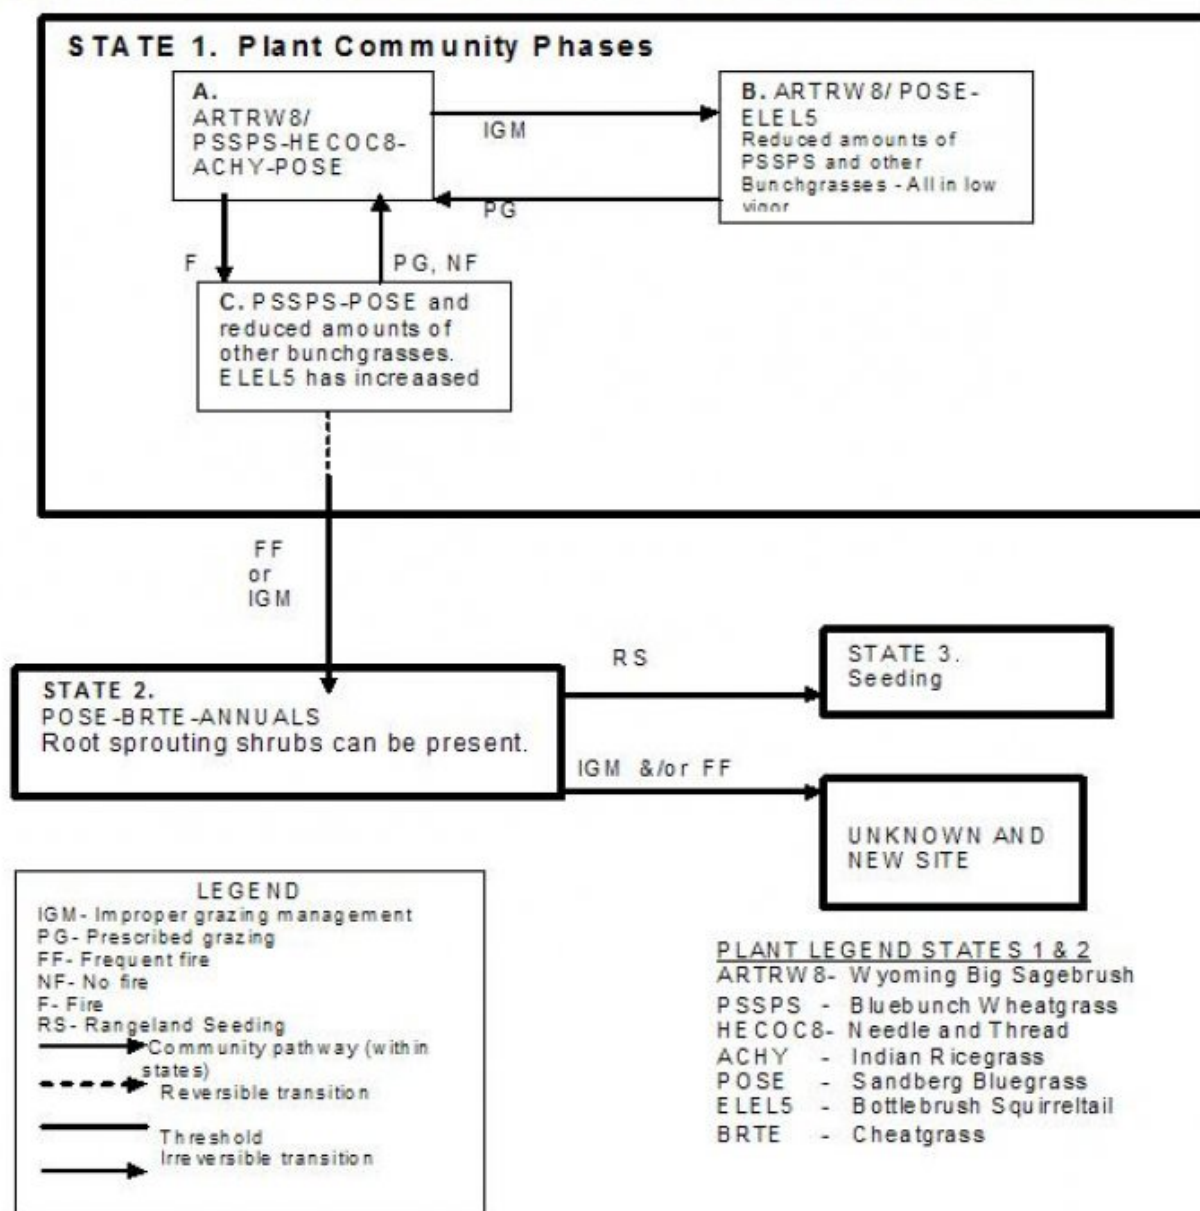 STATE 1. Plant Community Phases
A.
ARTRW8/
PSSPS-HECOC8-
ACHY-POSE
IGM
B. ARTRW8/ POSE-
ELEL5
Reduced amounts of
PSSPS and other
Bunchgrasses - All in low
vigor
PG
F
PG, NF
C. PSSPS-POSE and
reduced amounts of
other bunchgrasses.
ELEL5 has increaased
FF
or
IGM
STATE 2.
POSE-BRTE-ANNUALS
Root sprouting shrubs can be present.
RS
STATE 3.
Seeding
IGM &/or FF
UNKNOWN AND
NEW SITE
LEGEND
IGM- Improper grazing management
PG- Prescribed grazing
FF- Frequent fire
NF- No fire
F- Fire
RS- Rangeland Seeding
Community pathway (within
states)
Reversible transition
Threshold
Irreversible transition
PLANT LEGEND STATES 1 & 2
ARTRW8- Wyoming Big Sagebrush
PSSPS - Bluebunch Wheatgrass
HECOC8- Needle and Thread
ACHY - Indian Ricegrass
POSE - Sandberg Bluegrass
ELEL5 - Bottlebrush Squirreltail
BRTE - Cheatgrass